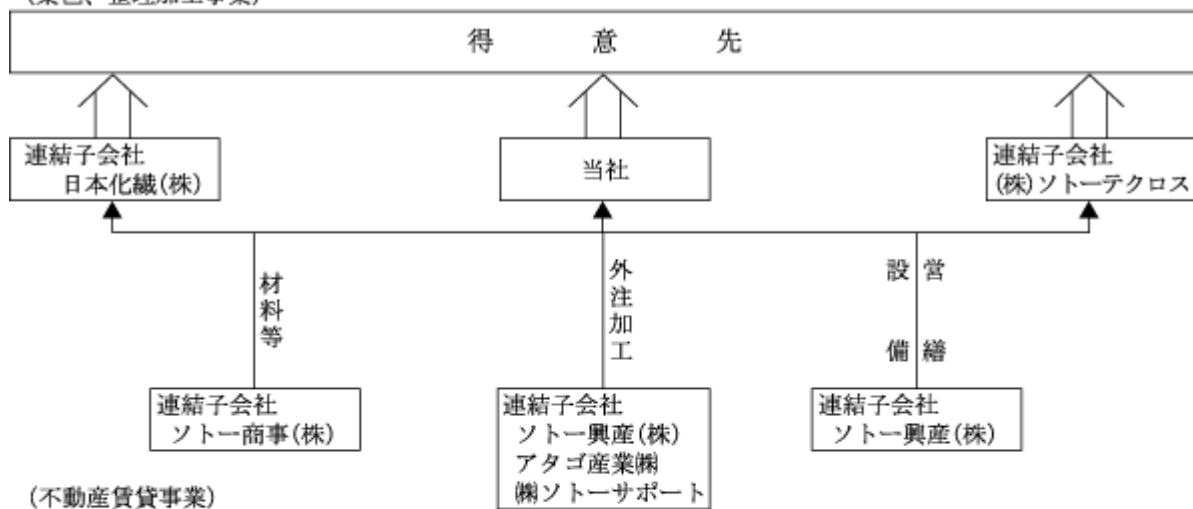 得意先
連結子会社
日本化繊(株)
当社
連結子会社
(株)ソトーテクロス
材料等
外注加工
設備
営繕
連結子会社
ソトー商事(株)
連結子会社
ソトー興産(株)
アタゴ産業㈱
㈱ソトーサポート
連結子会社
ソトー興産(株)
(不動産賃貸事業)